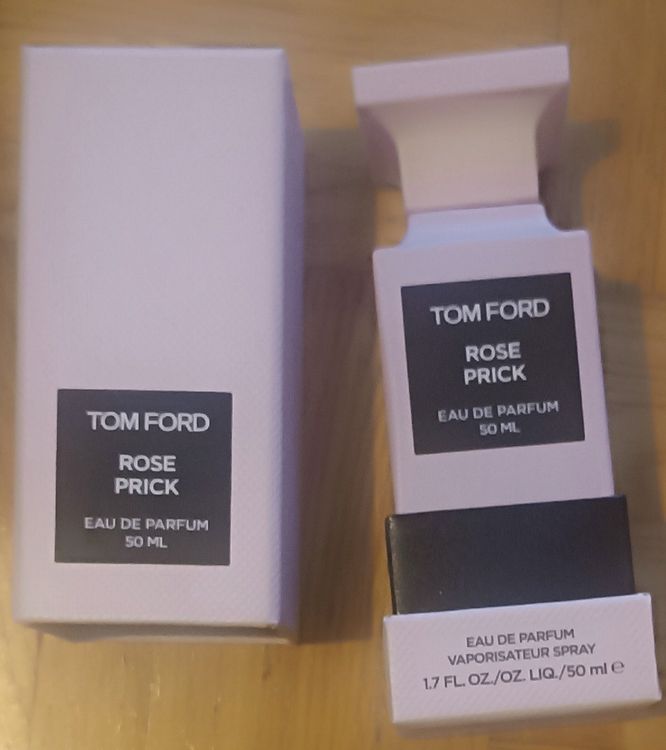 TOM FORD
ROSE
PRICK
EAU DE PARFUM
50 ML
TOM FORD
ROSE
PRICK
EAU DE PARFUM
50 ML
EAU DE PARFUM
VAPORISATEUR SPRAY
1.7 FL. OZ./OZ. LIQ./50 ml ℮